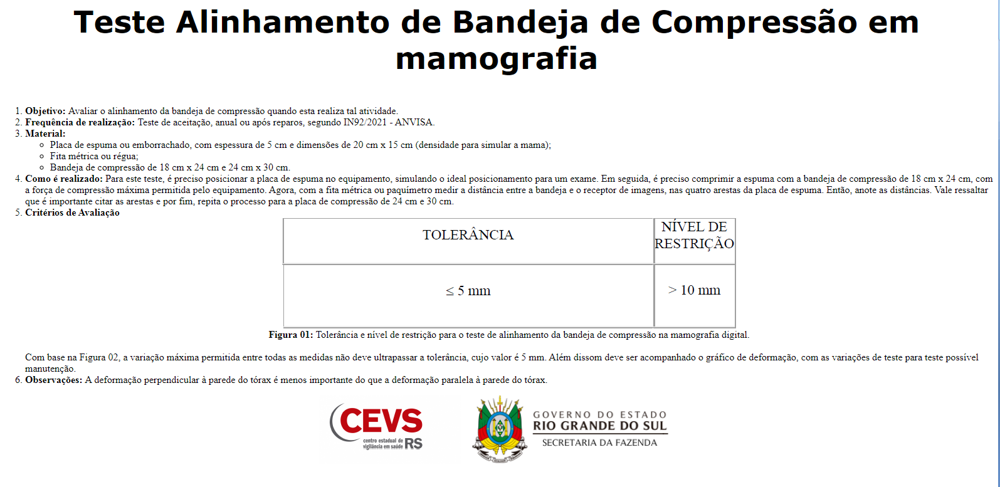 Teste Alinhamento de Bandeja de Compressão em
mamografia
1. Objetivo: Avaliar o alinhamento da bandeja de compressão quando esta realiza tal atividade.
2. Frequência de realização: Teste de aceitação, anual ou após reparos, segundo IN92/2021 - ANVISA.
3. Material:
Placa de espuma ou emborrachado, com espessura de 5 cm e dimensões de 20 cm x 15 cm (densidade para simular a mama);
Fita métrica ou régua;
Bandeja de compressão de 18 cm x 24 cm e 24 cm x 30 cm.
4. Como é realizado: Para este teste, é preciso posicionar a placa de espuma no equipamento, simulando o ideal posicionamento para um exame. Em seguida, é preciso comprimir a espuma com a bandeja de compressão de 18 cm x 24 cm, com
a força de compressão máxima permitida pelo equipamento. Agora, com a fita métrica ou paquímetro medir a distância entre a bandeja e o receptor de imagens, nas quatro arestas da placa de espuma. Então, anote as distâncias. Vale ressaltar
que é importante citar as arestas e por fim, repita o processo para a placa de compressão de 24 cm e 30 cm.
5. Critérios de Avaliação
TOLERÂNCIA
NÍVEL DE
RESTRIÇÃO
≤ 5 mm
> 10 mm
Figura 01: Tolerância e nível de restrição para o teste de alinhamento da bandeja de compressão na mamografia digital.
Com base na Figura 02, a variação máxima permitida entre todas as medidas não deve ultrapassar a tolerância, cujo valor é 5 mm. Além dissom deve ser acompanhado o gráfico de deformação, com as variações de teste para teste possível
manutenção.
6. Observações: A deformação perpendicular à parede do tórax é menos importante do que a deformação paralela à parede do tórax.
CEVS
centro estadual de
vigilância em saúde RS
GOVERNO DO ESTADO
RIO GRANDE DO SUL
SECRETARIA DA FAZENDA